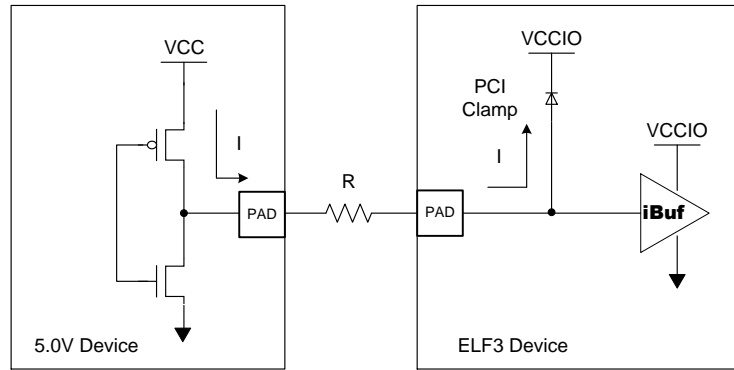 VCC
I
PAD
5.0V Device
R
VCCIO
PCI
Clamp
I
VCCIO
PAD
iBuf
ELF3 Device